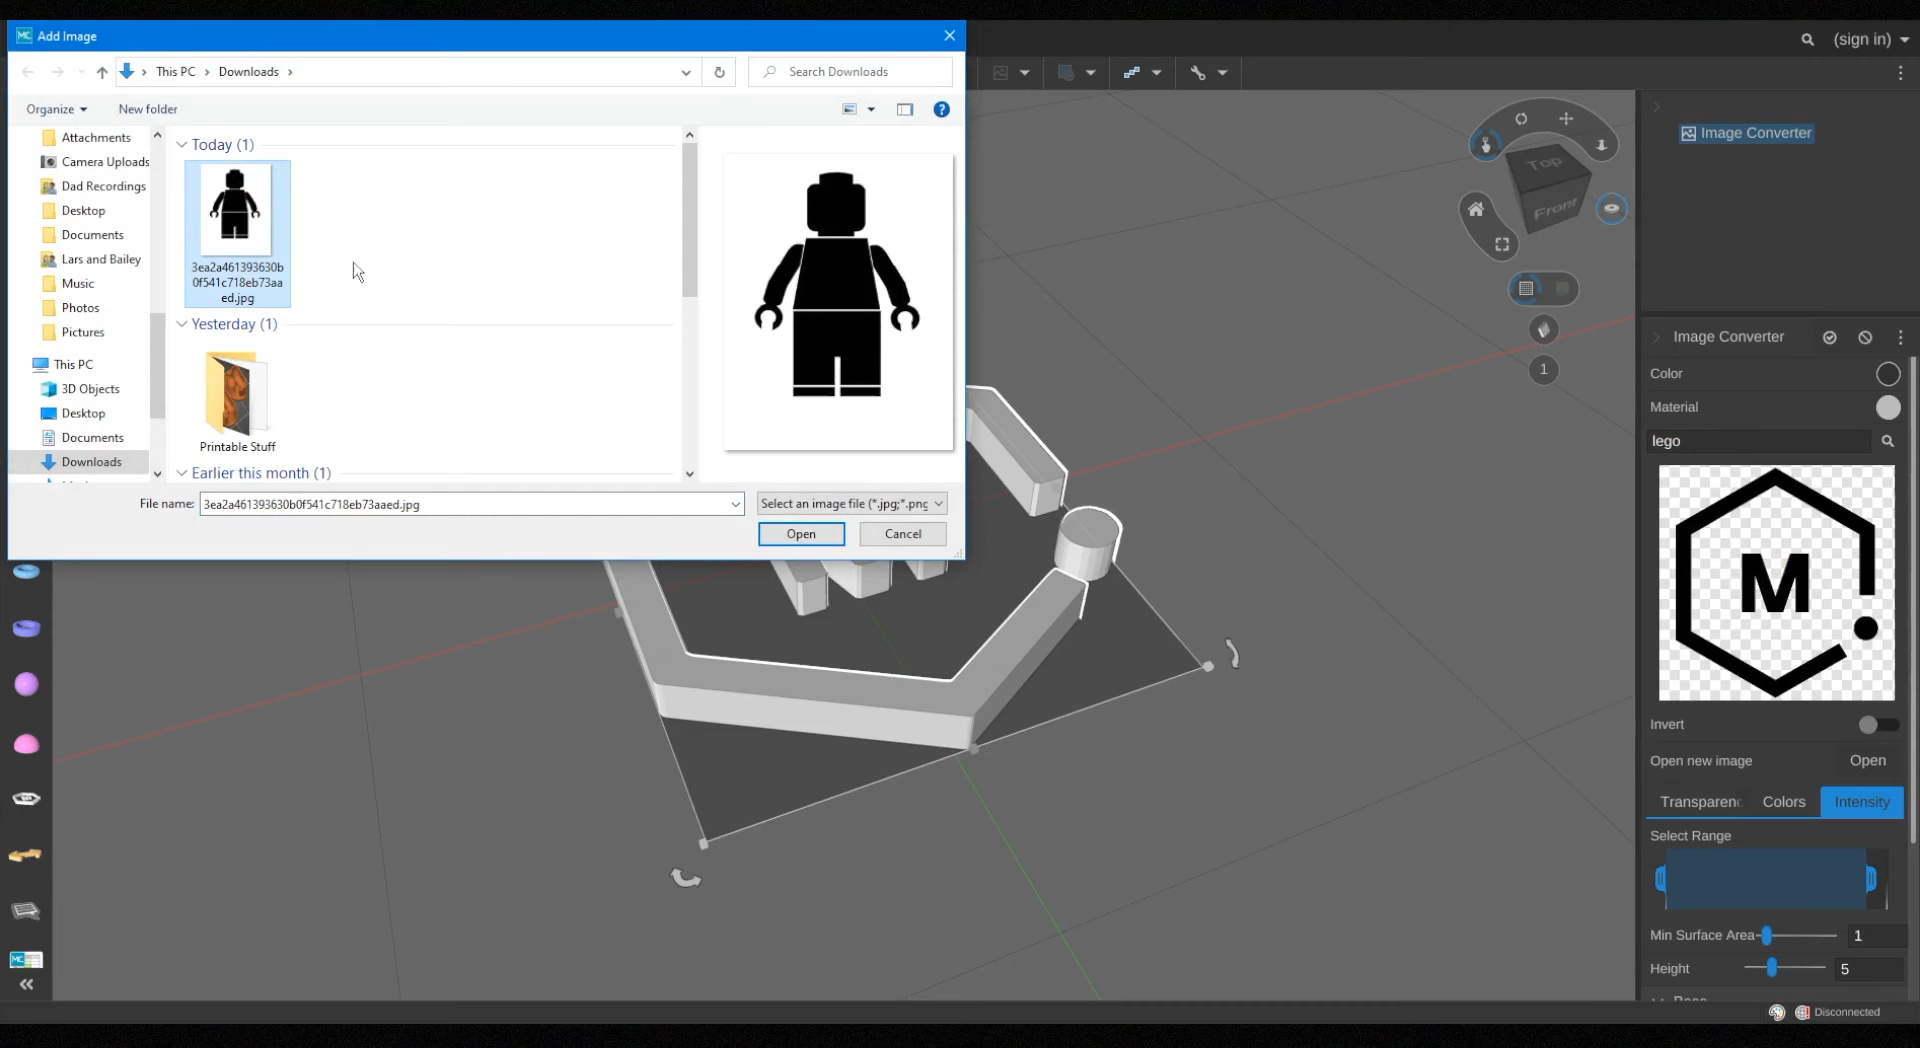 MC Add Image
(sign in)
This PC > Downloads >
Search Downloads
Organize
New folder
Attachments
Camera Uploads
Dad Recordings
Desktop
Documents
Lars and Bailey
Music
Photos
Pictures
This PC
3D Objects
Desktop
Documents
Downloads
Today (1)
3ea2a461393630b
0f541c718eb73aa
ed.jpg
Yesterday (1)
Printable Stuff
Earlier this month (1)
File name: 3ea2a461393630b0f541c718eb73aaed.jpg
Select an image file (*.jpg;*.png
Open
Cancel
MC
Top
Front
1
Image Converter
Image Converter
Color
Material
lego
M
Invert
Open new image
Open
Transparenc
Colors
Intensity
Select Range
Min Surface Area
1
Height
5
Disconnected